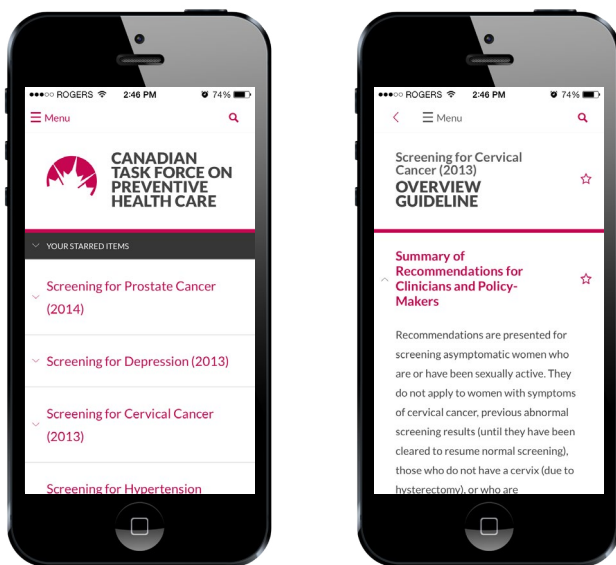 ROGERS 2:46 PM 74%
Menu
CANADIAN
TASK FORCE ON
PREVENTIVE
HEALTH CARE
YOUR STARRED ITEMS
Screening for Prostate Cancer
(2014)
Screening for Depression (2013)
Screening for Cervical Cancer
(2013)
Screening for Hypertension
ROGERS 2:46 PM 74%
Menu
Screening for Cervical
Cancer (2013)
OVERVIEW
GUIDELINE
Summary of
Recommendations for
Clinicians and Policy-
Makers
Recommendations are presented for
screening asymptomatic women who
are or have been sexually active. They
do not apply to women with symptoms
of cervical cancer, previous abnormal
screening results (until they have been
cleared to resume normal screening),
those who do not have a cervix (due to
hysterectomy), or who are